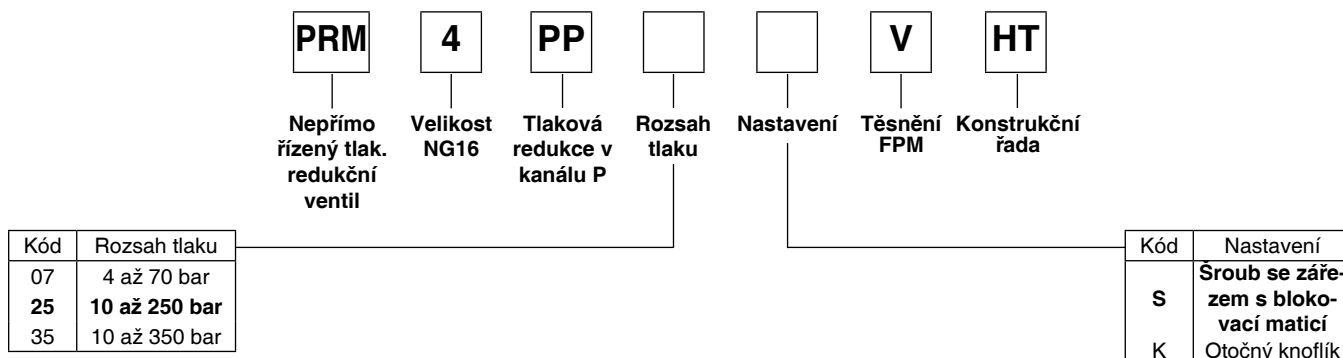 PRM 4 PP V HT
Nepřímo řízený tlak. redukční ventil
Velikost NG16
Tlaková redukce v kanálu P
Rozsah tlaku
Nastavení
Těsnění FPM
Konstrukční řada
Kód Rozsah tlaku
07 4 až 70 bar
25 10 až 250 bar
35 10 až 350 bar
Kód Nastavení
S Šroub se záře-
zem s bloko-
vací maticí
K Otočný knoflík